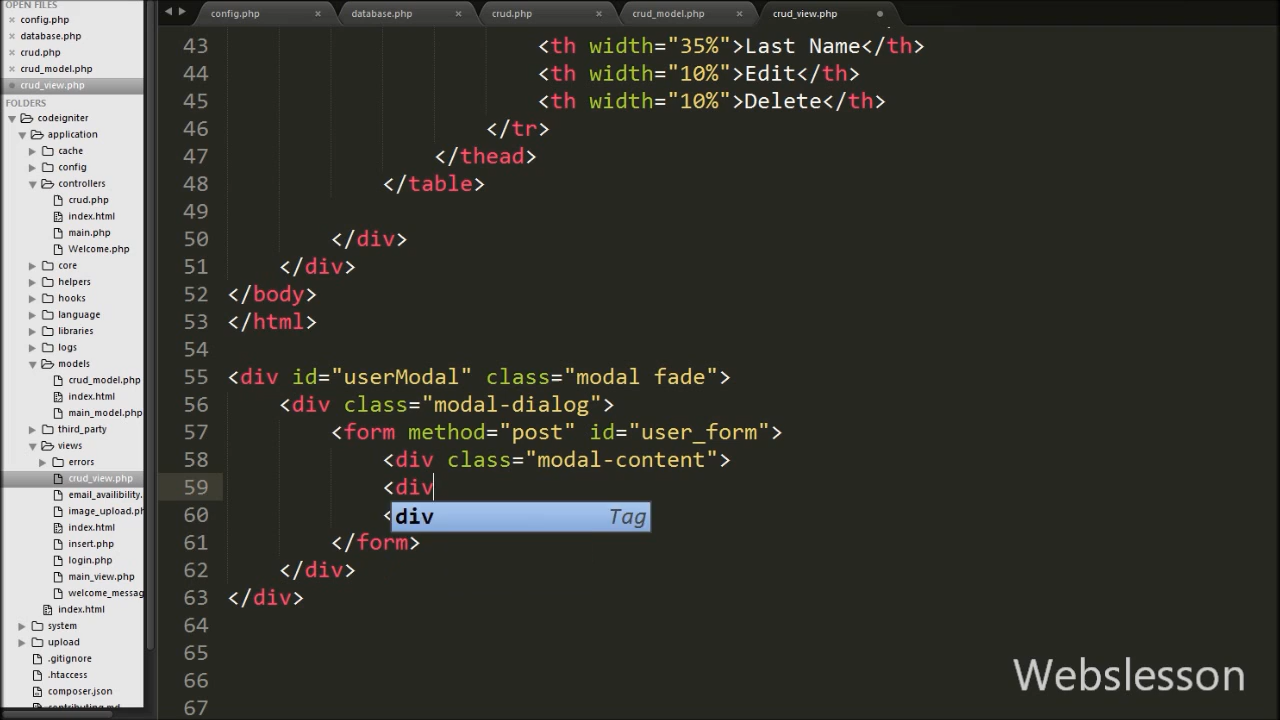 OPEN FILES
config.php
database.php
crud.php
crud_model.php
crud_view.php
FOLDERS
codeigniter
application
cache
config
controllers
crud.php
index.html
main.php
Welcome.php
core
helpers
hooks
language
libraries
logs
models
crud_model.php
index.html
main_model.php
third_party
views
errors
crud_view.php
email_availibility.
image_upload.ph
index.html
insert.php
login.php
main_view.php
welcome_messag
index.html
system
upload
.gitignore
.htaccess
composer.json
contributing.md
config.php database.php crud.php crud_model.php crud_view.php
43 <th width="35%">Last Name</th>
44 <th width="10%">Edit</th>
45 <th width="10%">Delete</th>
46 </tr>
47 </thead>
48 </table>
49
50 </div>
51 </div>
52 </body>
53 </html>
54
55 <div id="userModal" class="modal fade">
56 <div class="modal-dialog">
57 <form method="post" id="user_form">
58 <div class="modal-content">
59 <div
60 <
div Tag
61 </form>
62 </div>
63 </div>
64
65
66
67
Webslesson